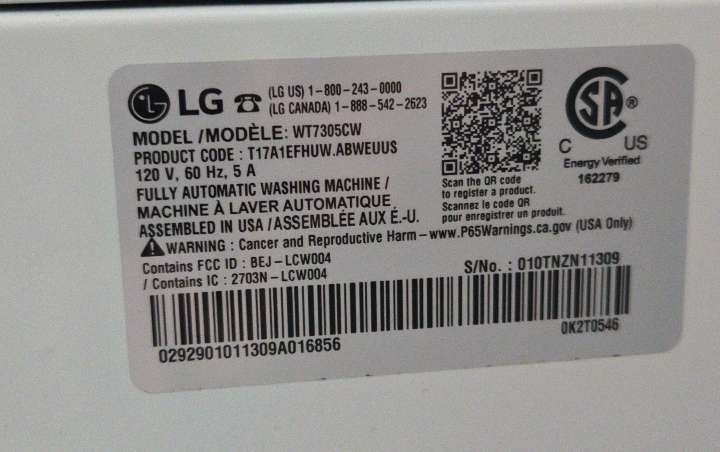 LG (LG US) 1-800-243-0000
(LG CANADA) 1-888-542-2623
MODEL / MODÈLE: WT7305CW
PRODUCT CODE : T17A1EFHUW.ABWEUUS
120 V, 60 Hz, 5 A
FULLY AUTOMATIC WASHING MACHINE /
MACHINE À LAVER AUTOMATIQUE
ASSEMBLED IN USA / ASSEMBLÉE AUX É.-U.
Scan the QR code
to register a product.
Scannez le code QR
pour enregistrer un produit.
SA ®
C US
Energy Verified
162279
WARNING : Cancer and Reproductive Harm - www.P65Warnings.ca.gov (USA Only)
Contains FCC ID : BEJ-LCW004
/ Contains IC : 2703N-LCW004
S/No. : 010TNZN11309
0292901011309A016856
0K2T0546